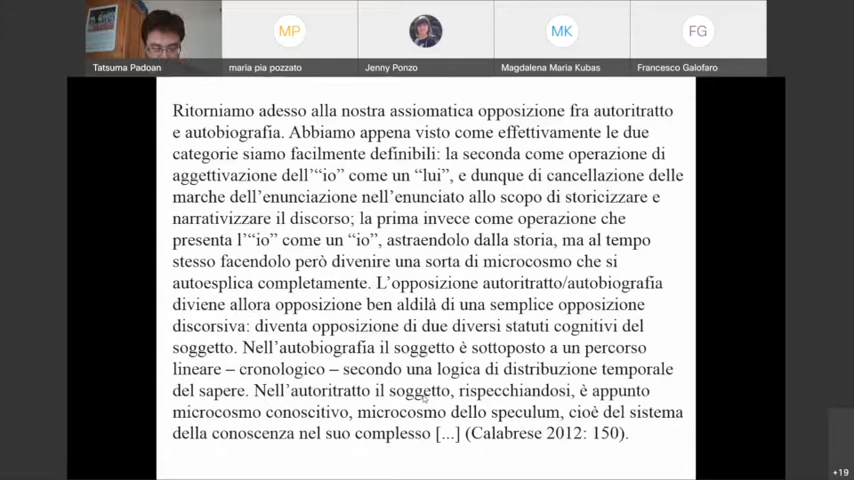 MP
MK
FG
Tatsuma Padoan
maria pia pozzato
Jenny Ponzo
Magdalena Maria Kubas
Francesco Galofaro
Ritorniamo adesso alla nostra assiomatica opposizione fra autoritratto
e autobiografia. Abbiamo appena visto come effettivamente le due
categorie siamo facilmente definibili: la seconda come operazione di
aggettivazione dell’“io” come un “lui”, e dunque di cancellazione delle
marche dell’enunciazione nell’enunciato allo scopo di storicizzare e
narrativizzare il discorso; la prima invece come operazione che
presenta l’“io” come un “io”, astraendolo dalla storia, ma al tempo
stesso facendolo però divenire una sorta di microcosmo che si
autoesplica completamente. L’opposizione autoritratto/autobiografia
diviene allora opposizione ben aldilà di una semplice opposizione
discorsiva: diventa opposizione di due diversi statuti cognitivi del
soggetto. Nell’autobiografia il soggetto è sottoposto a un percorso
lineare – cronologico – secondo una logica di distribuzione temporale
del sapere. Nell’autoritratto il soggetto, rispecchiandosi, è appunto
microcosmo conoscitivo, microcosmo dello speculum, cioè del sistema
della conoscenza nel suo complesso [...] (Calabrese 2012: 150).
+19